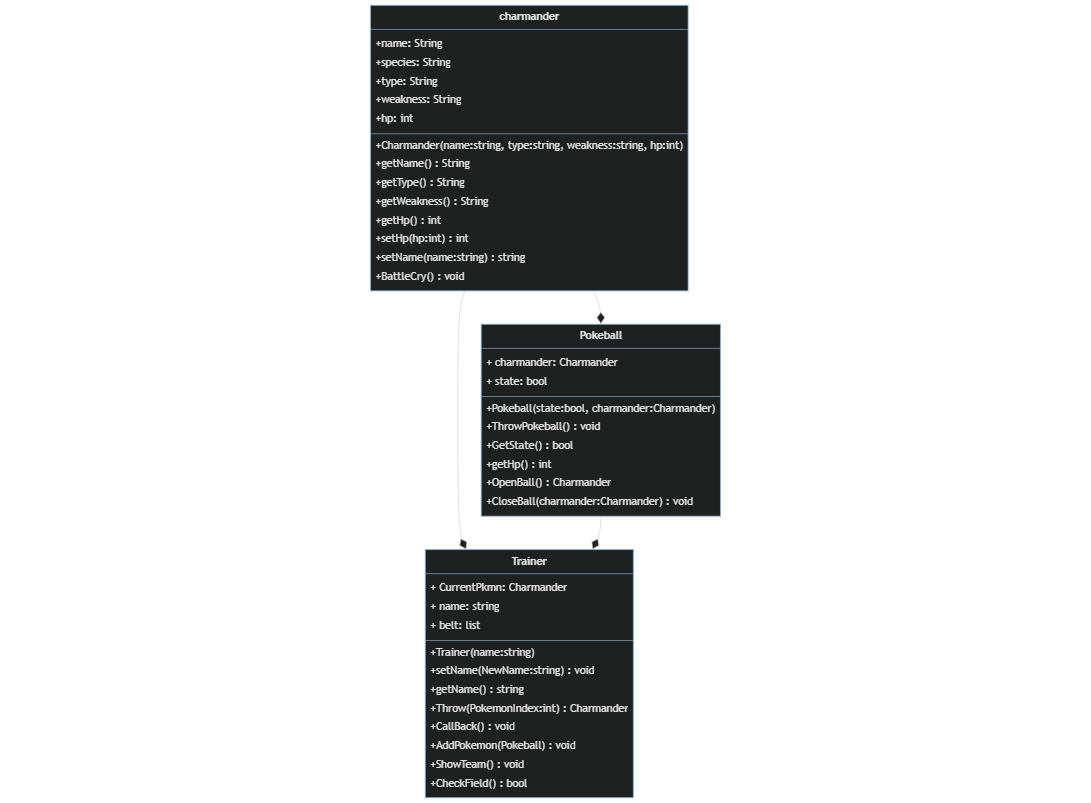 charmander
+name: String
+species: String
+type: String
+weakness: String
+hp: int
+Charmander(name:string, type:string, weakness:string, hp:int)
+getName() : String
+getType() : String
+getWeakness() : String
+getHp() : int
+setHp(hp:int) : int
+setName(name:string) : string
+BattleCry() : void
Pokeball
+ charmander: Charmander
+ state: bool
+Pokeball(state:bool, charmander:Charmander)
+ThrowPokeball() : void
+GetState() : bool
+getHp() : int
+OpenBall() : Charmander
+CloseBall(charmander:Charmander) : void
Trainer
+ CurrentPkmn: Charmander
+ name: string
+ belt: list
+Trainer(name:string)
+setName(NewName:string) : void
+getName() : string
+Throw(PokemonIndex:int) : Charmander
+CallBack() : void
+AddPokemon(Pokeball) : void
+ShowTeam() : void
+CheckField() : bool